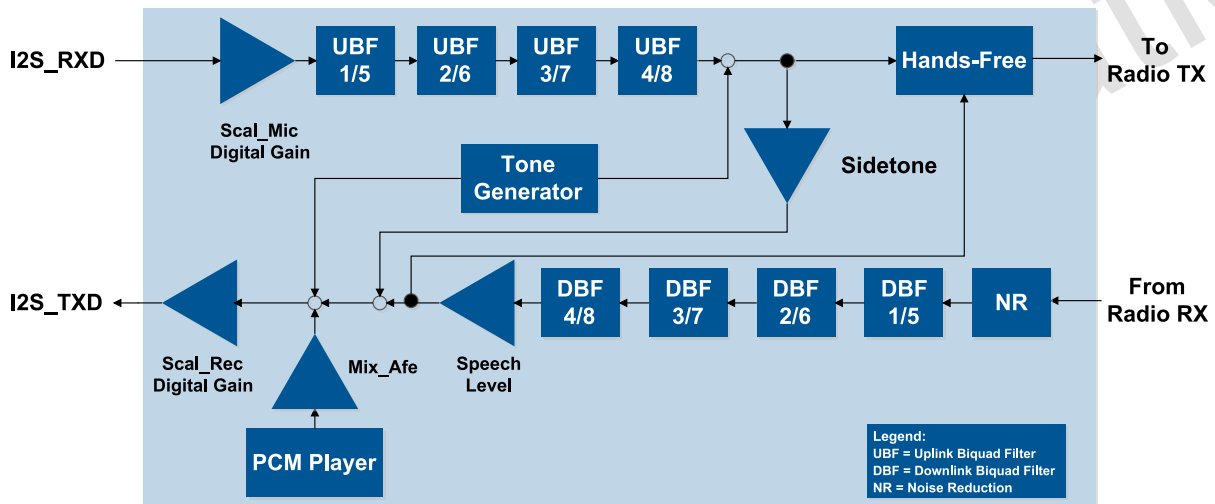 I2S_RXD
UBF
1/5
UBF
2/6
UBF
3/7
UBF
4/8
Hands-Free
To
Radio TX
Scal_Mic
Digital Gain
Tone
Generator
Sidetone
I2S_TXD
DBF
4/8
DBF
3/7
DBF
2/6
DBF
1/5
NR
From
Radio RX
Scal_Rec
Digital Gain
Mix_Afe
Speech
Level
PCM Player
Legend:
UBF = Uplink Biquad Filter
DBF = Downlink Biquad Filter
NR = Noise Reduction